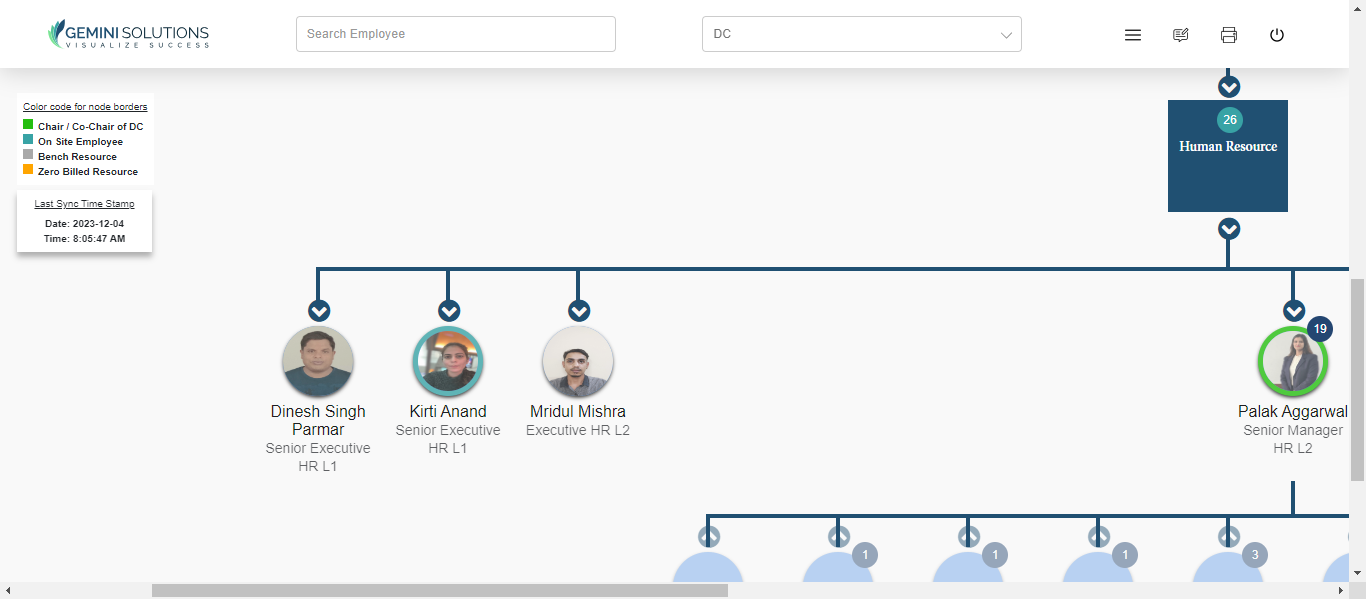 GEMINI SOLUTIONS
VISUALIZE SUCCESS
Search Employee
DC
Color code for node borders
Chair / Co-Chair of DC
On Site Employee
Bench Resource
Zero Billed Resource
Last Sync Time Stamp
Date: 2023-12-04
Time: 8:05:47 AM
26
Human Resource
19
Dinesh Singh
Parmar
Senior Executive
HR L1
Kirti Anand
Senior Executive
HR L1
Mridul Mishra
Executive HR L2
Palak Aggarwal
Senior Manager
HR L2
1
1
1
3